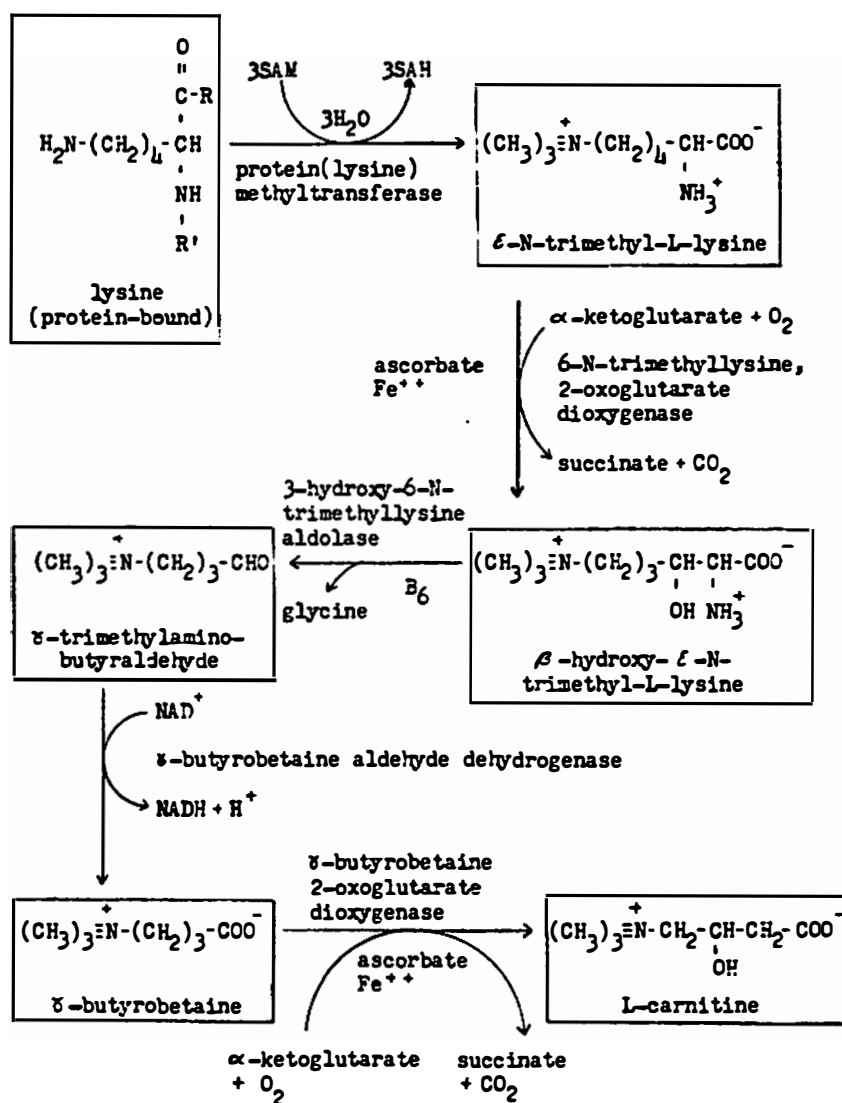 O
"
C-R
H₂N-(CH₂)₄-CH
NH
R'
lysine
(protein-bound)
3SAM
3SAH
3H₂O
protein(lysine)
methyltransferase
(CH₃)₃≡N⁺-(CH₂)₄-CH-COO⁻
NH₃⁺
ε-N-trimethyl-L-lysine
α-ketoglutarate + O₂
ascorbate
Fe⁺⁺
6-N-trimethyllysine,
2-oxoglutarate
dioxygenase
succinate + CO₂
3-hydroxy-6-N-
trimethyllysine
aldolase
B₆
glycine
(CH₃)₃≡N⁺-(CH₂)₃-CH-CH-COO⁻
OH NH₃⁺
β-hydroxy-ε-N-
trimethyl-L-lysine
(CH₃)₃≡N⁺-(CH₂)₃-CHO
γ-trimethylamino-
butyraldehyde
NAD⁺
γ-butyrobetaine aldehyde dehydrogenase
NADH + H⁺
(CH₃)₃≡N⁺-(CH₂)₃-COO⁻
γ-butyrobetaine
γ-butyrobetaine
2-oxoglutarate
dioxygenase
ascorbate
Fe⁺⁺
α-ketoglutarate
+ O₂
succinate
+ CO₂
(CH₃)₃≡N⁺-CH₂-CH-CH₂-COO⁻
OH
L-carnitine